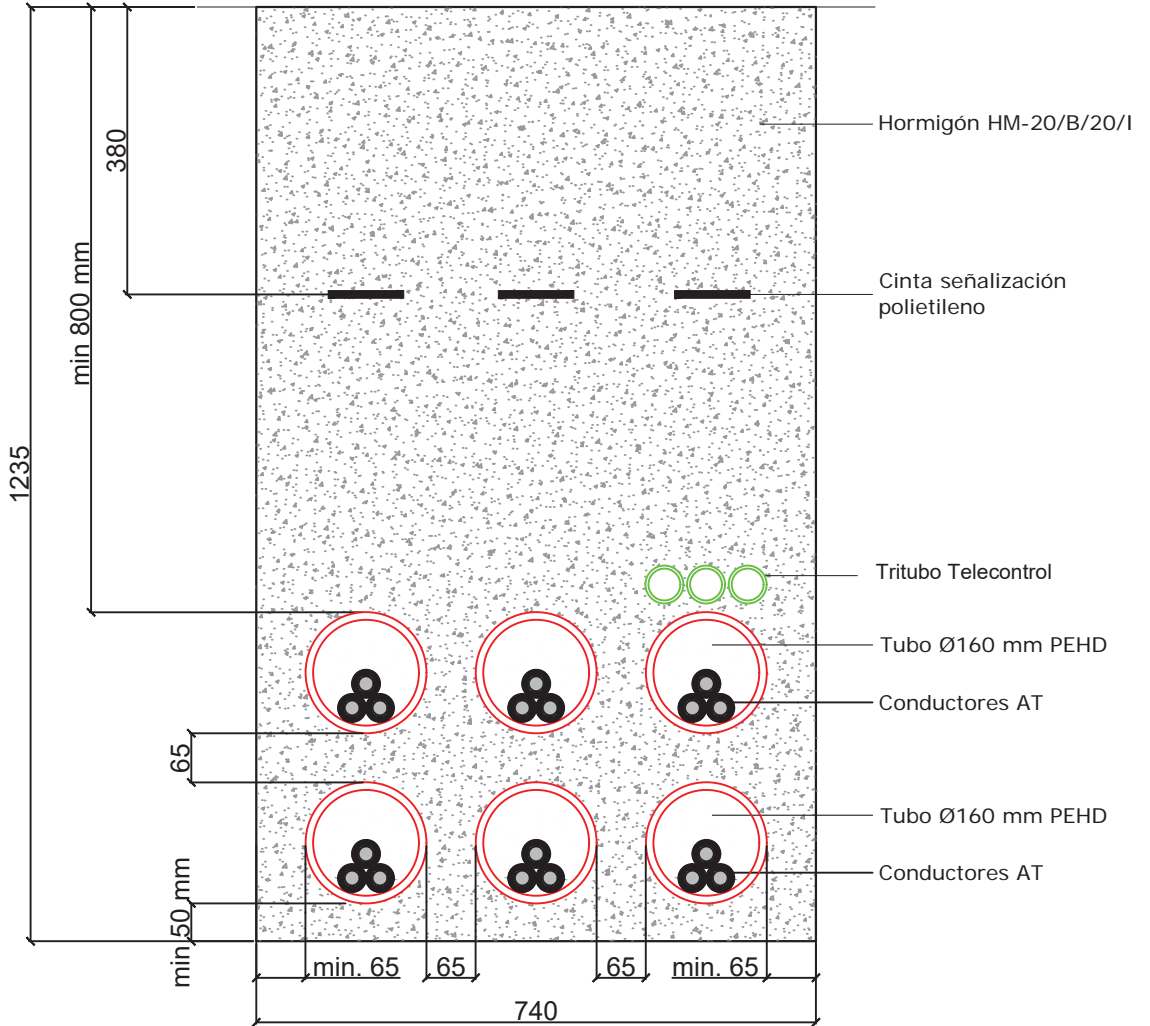 Hormigón HM-20/B/20/I
380
Cinta señalización
polietileno
min 800 mm
1235
Tritubo Telecontrol
Tubo Ø160 mm PEHD
Conductores AT
65
Tubo Ø160 mm PEHD
Conductores AT
min 50 mm
min. 65
65
65
min. 65
740